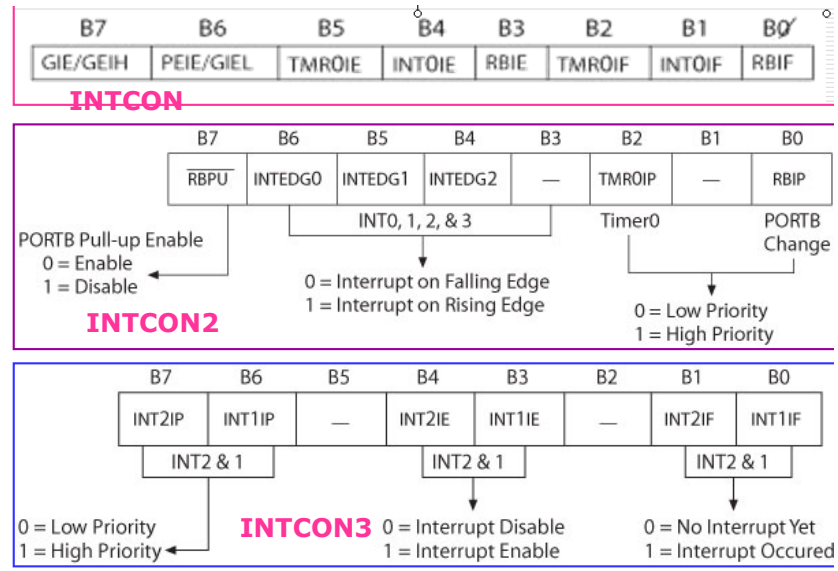 B7 B6 B5 B4 B3 B2 B1 B0
GIE/GEIH PEIE/GIEL TMR0IE INT0IE RBIE TMR0IF INT0IF RBIF
INTCON
B7 B6 B5 B4 B3 B2 B1 B0
RBPU INTEDG0 INTEDG1 INTEDG2 — TMR0IP — RBIP
INT0, 1, 2, & 3 Timer0 PORTB
Change
PORTB Pull-up Enable
0 = Enable
1 = Disable
0 = Interrupt on Falling Edge
1 = Interrupt on Rising Edge
0 = Low Priority
1 = High Priority
INTCON2
B7 B6 B5 B4 B3 B2 B1 B0
INT2IP INT1IP — INT2IE INT1IE — INT2IF INT1IF
INT2 & 1 INT2 & 1 INT2 & 1
0 = Low Priority
1 = High Priority
INTCON3
0 = Interrupt Disable
1 = Interrupt Enable
0 = No Interrupt Yet
1 = Interrupt Occured